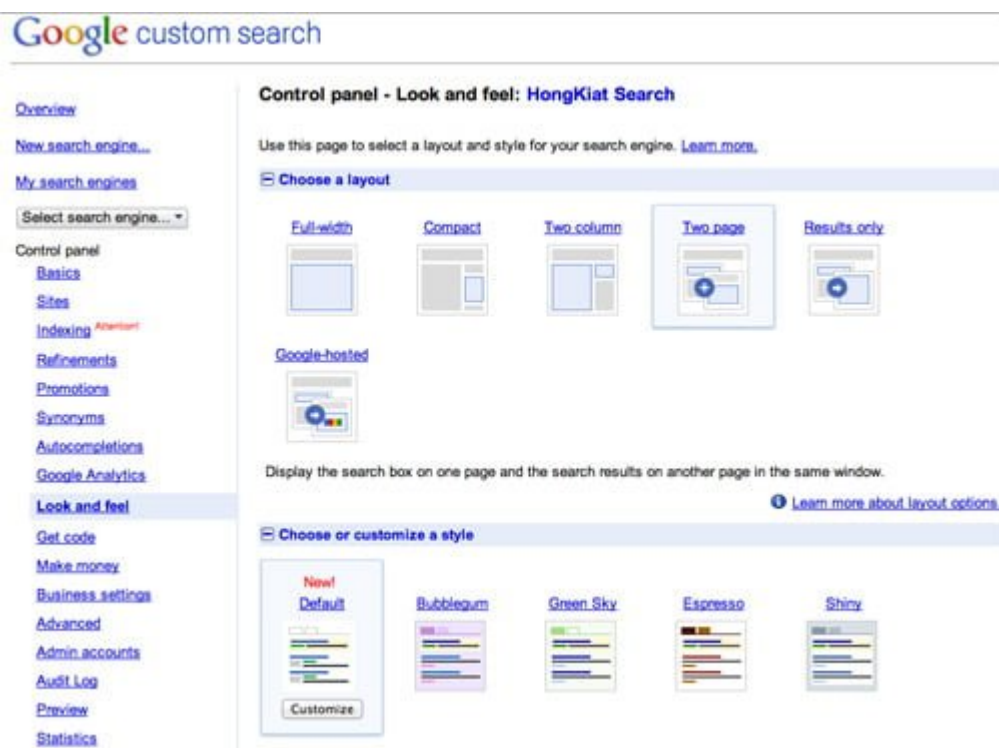 Google custom search
Overview
New search engine...
My search engines
Select search engine...
Control panel
Basics
Sites
Indexing Attention!
Refinements
Promotions
Synonyms
Autocompletions
Google Analytics
Look and feel
Get code
Make money
Business settings
Advanced
Admin accounts
Audit Log
Preview
Statistics
Control panel - Look and feel: HongKiat Search
Use this page to select a layout and style for your search engine. Learn more.
Choose a layout
Full-width Compact Two column Two page Results only
Google-hosted
Display the search box on one page and the search results on another page in the same window.
Learn more about layout options.
Choose or customize a style
New!
Default Bubblegum Green Sky Espresso Shiny
Customize